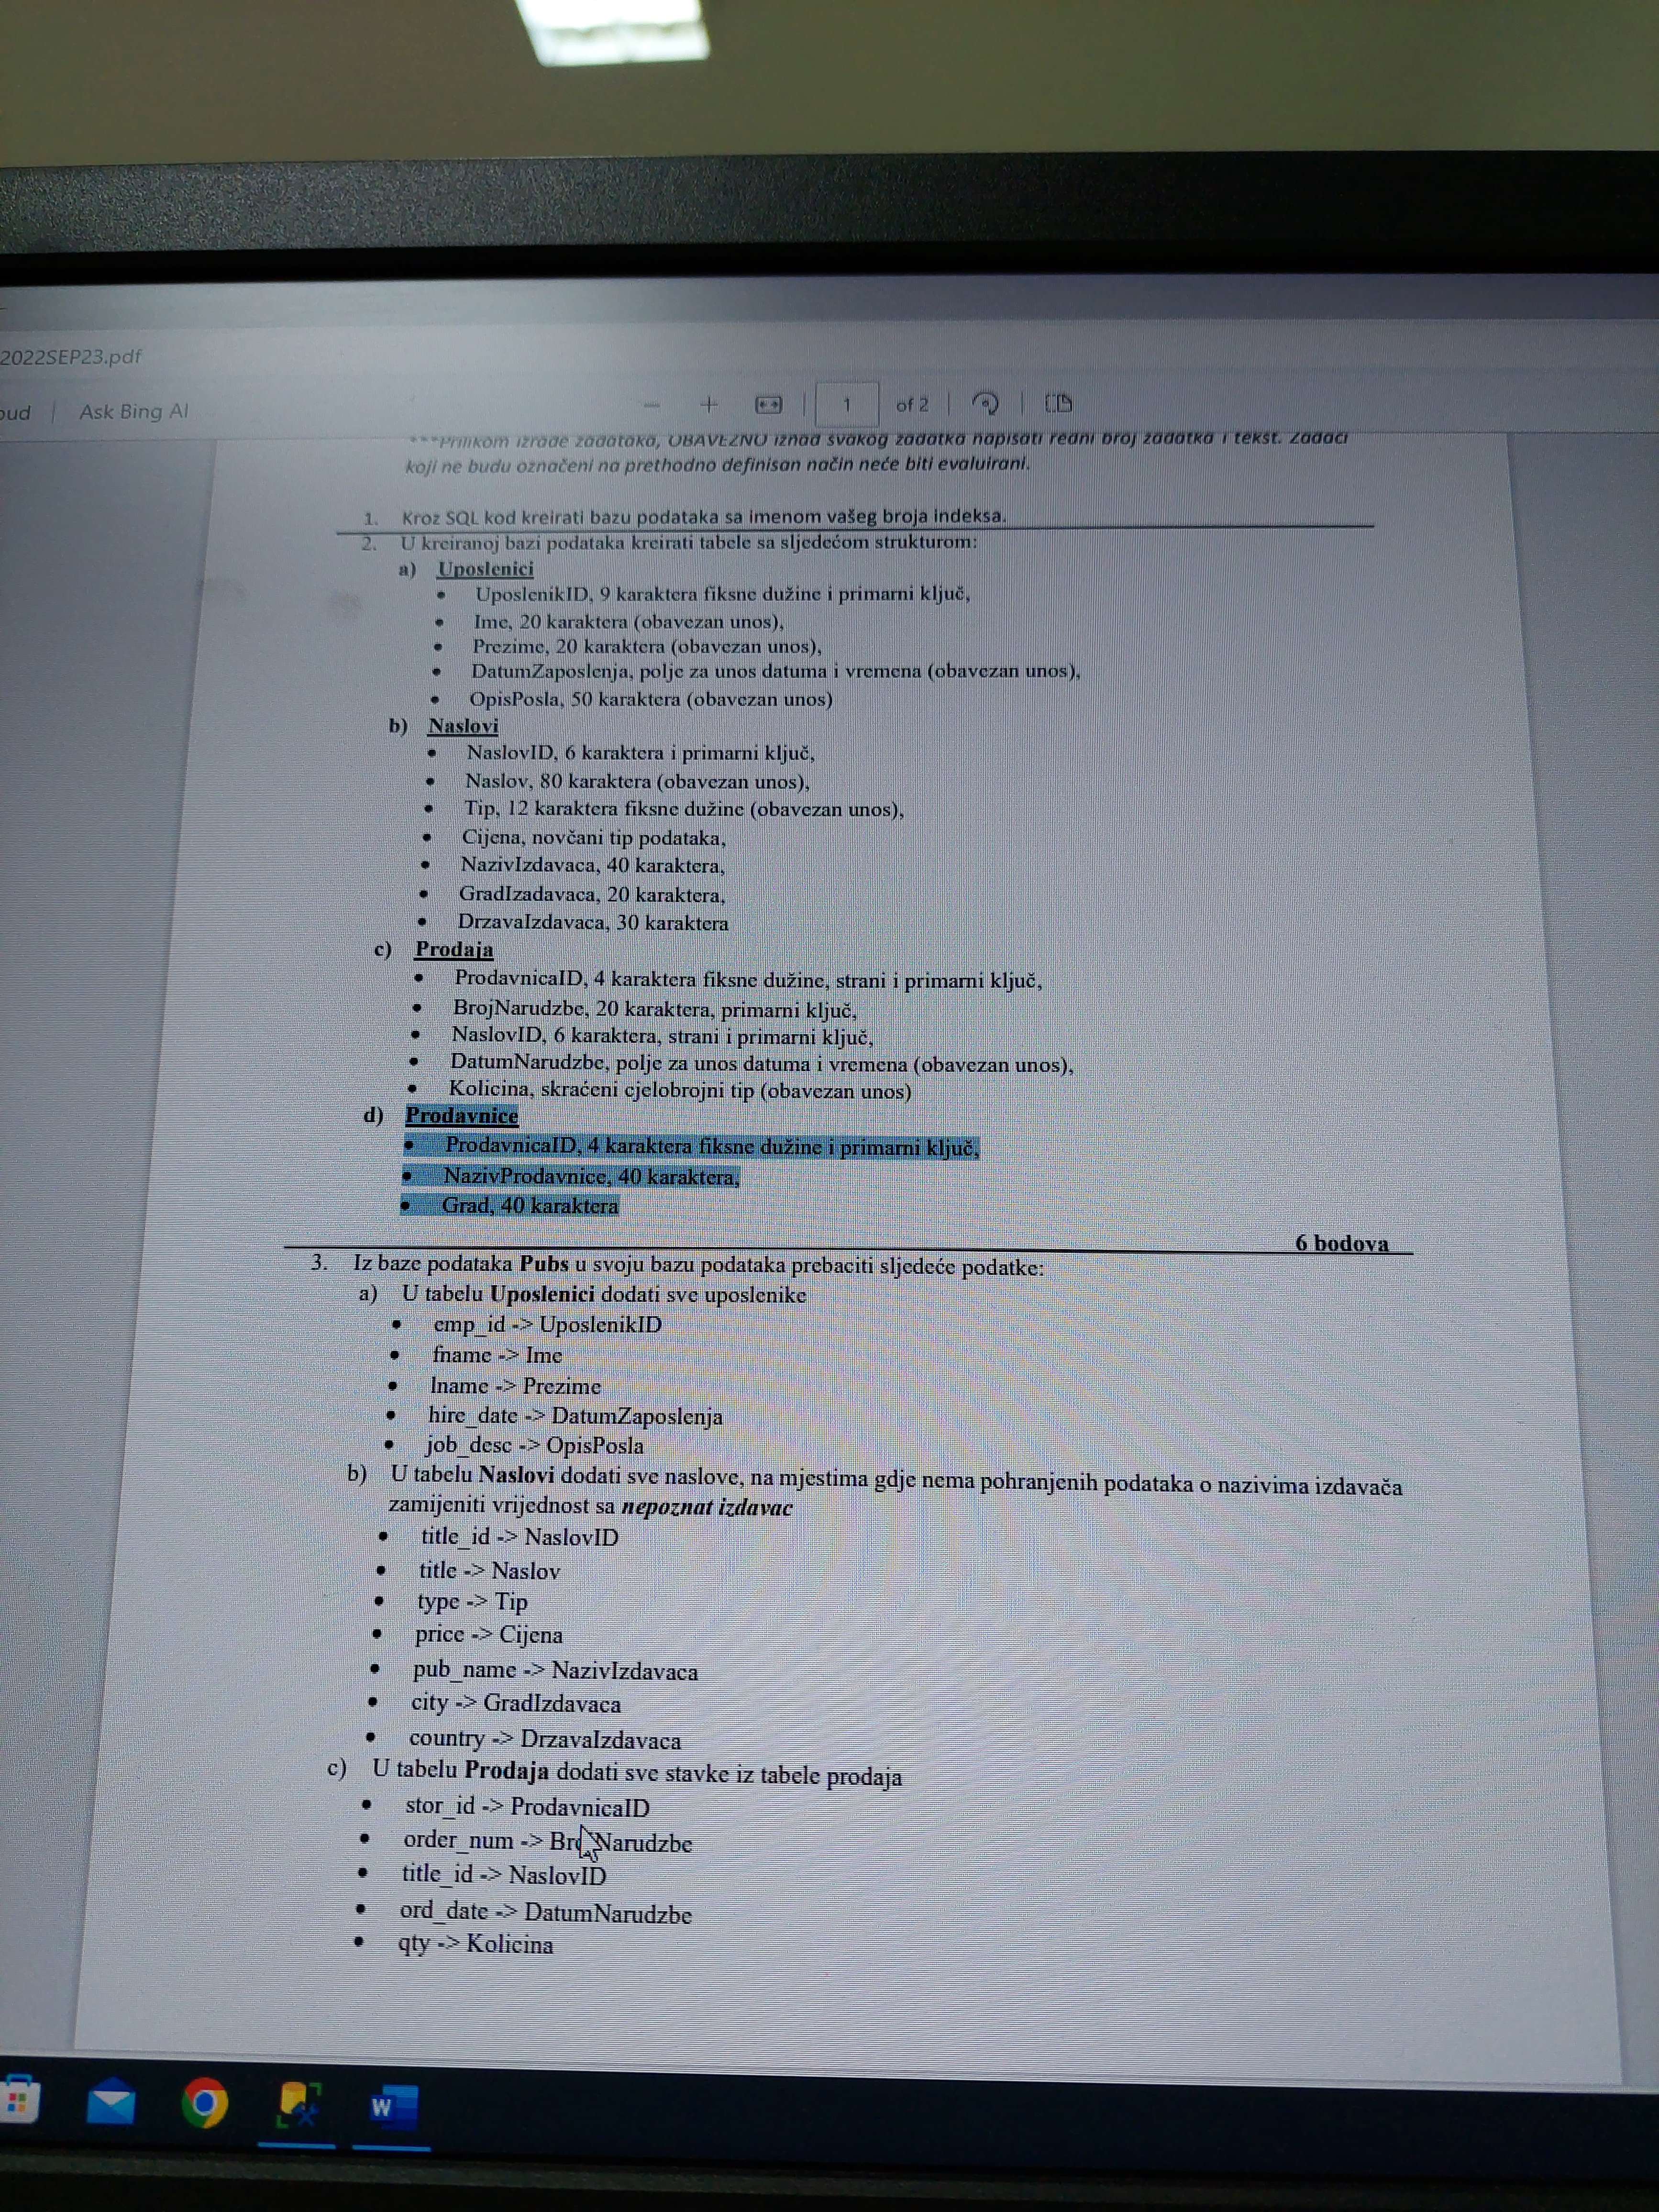 2022SEP23.pdf
oud | Ask Bing AI
1 of 2
***Prilikom izrade zadataka, OBAVEZNO iznad svakog zadatka napisati redni broj zadatka i tekst. Zadaci
koji ne budu označeni na prethodno definisan način neće biti evaluirani.
1. Kroz SQL kod kreirati bazu podataka sa imenom vašeg broja indeksa.
2. U kreiranoj bazi podataka kreirati tabele sa sljedećom strukturom:
a) Uposlenici
• UposlenikID, 9 karaktera fiksne dužine i primarni ključ,
• Ime, 20 karaktera (obavezan unos),
• Prezime, 20 karaktera (obavezan unos),
• DatumZaposlenja, polje za unos datuma i vremena (obavezan unos),
• OpisPosla, 50 karaktera (obavezan unos)
b) Naslovi
• NaslovID, 6 karaktera i primarni ključ,
• Naslov, 80 karaktera (obavezan unos),
• Tip, 12 karaktera fiksne dužine (obavezan unos),
• Cijena, novčani tip podataka,
• NazivIzdavaca, 40 karaktera,
• GradIzadavaca, 20 karaktera,
• DrzavaIzdavaca, 30 karaktera
c) Prodaja
• ProdavnicaID, 4 karaktera fiksne dužine, strani i primarni ključ,
• BrojNarudzbe, 20 karaktera, primarni ključ,
• NaslovID, 6 karaktera, strani i primarni ključ,
• DatumNarudzbe, polje za unos datuma i vremena (obavezan unos),
• Kolicina, skraćeni cjelobrojni tip (obavezan unos)
d) Prodavnice
• ProdavnicaID, 4 karaktera fiksne dužine i primarni ključ,
• NazivProdavnice, 40 karaktera,
• Grad, 40 karaktera
6 bodova
3. Iz baze podataka Pubs u svoju bazu podataka prebaciti sljedeće podatke:
a) U tabelu Uposlenici dodati sve uposlenike
• emp_id -> UposlenikID
• fname -> Ime
• lname -> Prezime
• hire_date -> DatumZaposlenja
• job_desc -> OpisPosla
b) U tabelu Naslovi dodati sve naslove, na mjestima gdje nema pohranjenih podataka o nazivima izdavača
zamijeniti vrijednost sa nepoznat izdavac
• title_id -> NaslovID
• title -> Naslov
• type -> Tip
• price -> Cijena
• pub_name -> NazivIzdavaca
• city -> GradIzdavaca
• country -> DrzavaIzdavaca
c) U tabelu Prodaja dodati sve stavke iz tabele prodaja
• stor_id -> ProdavnicaID
• order_num -> BrojNarudzbe
• title_id -> NaslovID
• ord_date -> DatumNarudzbe
• qty -> Kolicina
W